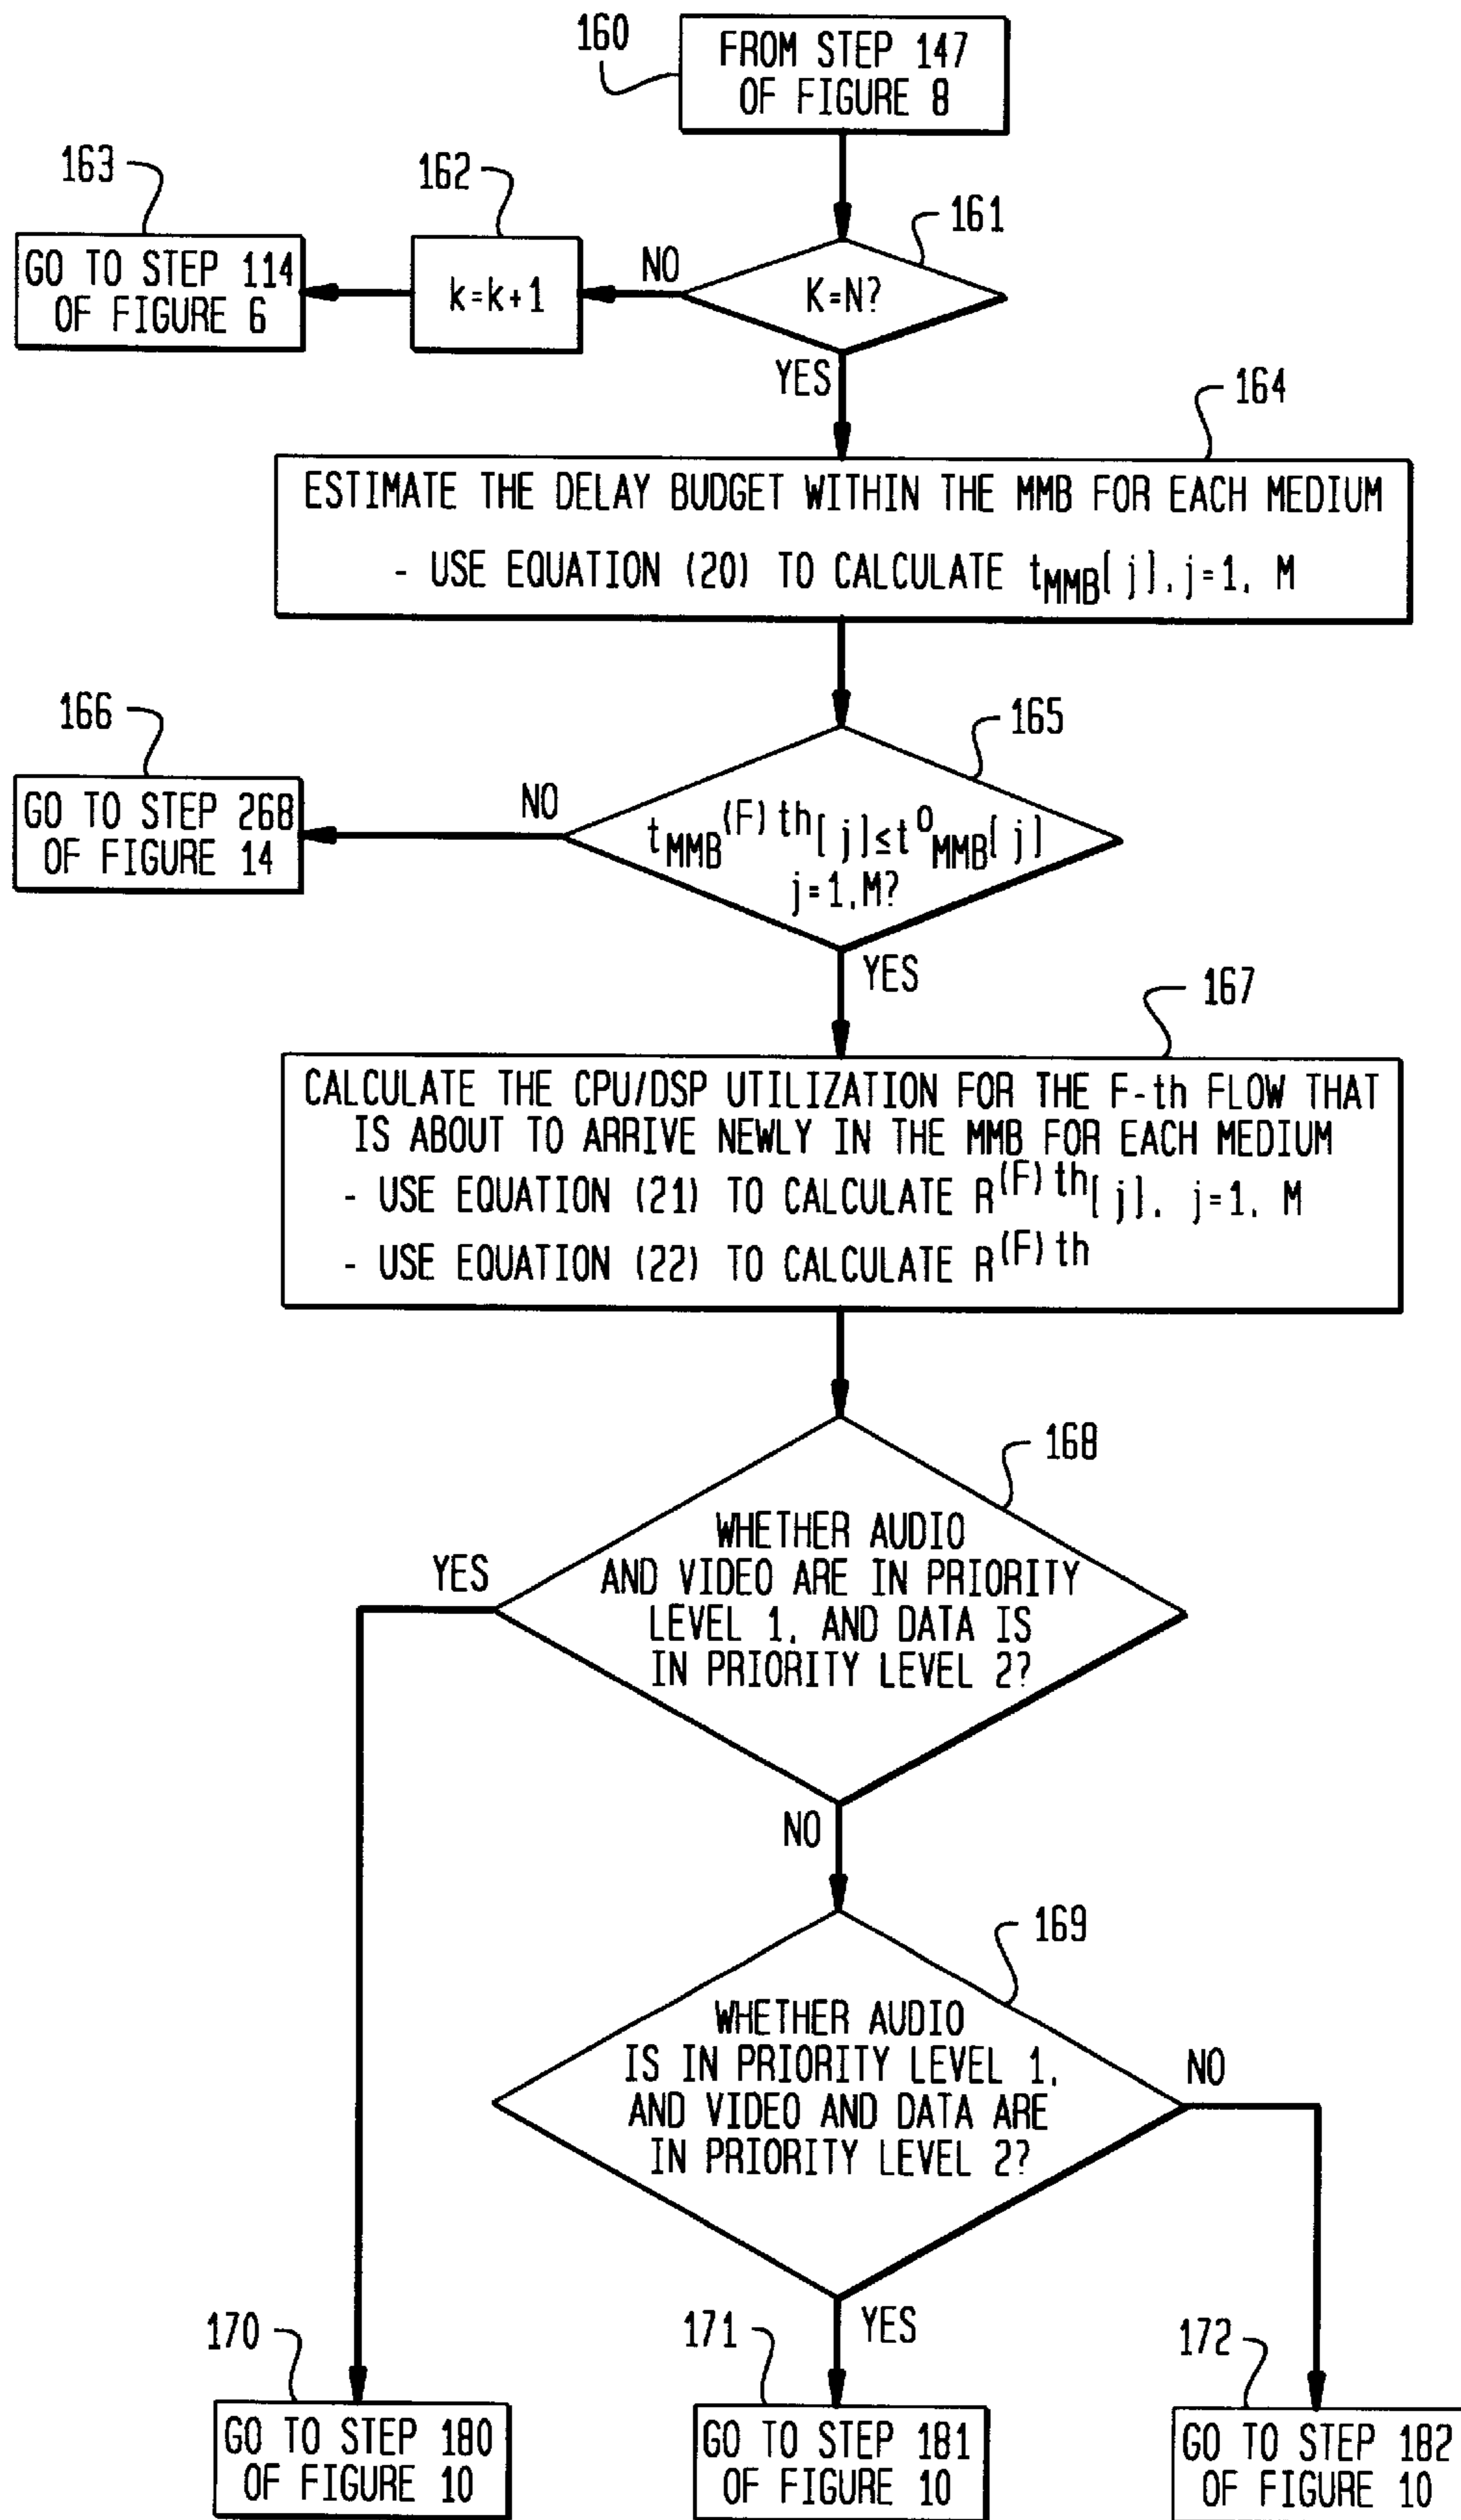 160
FROM STEP 147
OF FIGURE 8
163
162
161
GO TO STEP 114
OF FIGURE 6
k=k+1
NO
K=N?
YES
164
ESTIMATE THE DELAY BUDGET WITHIN THE MMB FOR EACH MEDIUM
- USE EQUATION (20) TO CALCULATE tMMB[j], j=1, M
166
165
GO TO STEP 268
OF FIGURE 14
NO
tMMB(F)th[j]≤t0MMB[j]
j=1,M?
YES
167
CALCULATE THE CPU/DSP UTILIZATION FOR THE F-th FLOW THAT
IS ABOUT TO ARRIVE NEWLY IN THE MMB FOR EACH MEDIUM
- USE EQUATION (21) TO CALCULATE R(F)th[j], j=1, M
- USE EQUATION (22) TO CALCULATE R(F)th
168
YES
WHETHER AUDIO
AND VIDEO ARE IN PRIORITY
LEVEL 1, AND DATA IS
IN PRIORITY LEVEL 2?
NO
169
WHETHER AUDIO
IS IN PRIORITY LEVEL 1,
AND VIDEO AND DATA ARE
IN PRIORITY LEVEL 2?
NO
YES
170
171
172
GO TO STEP 180
OF FIGURE 10
GO TO STEP 181
OF FIGURE 10
GO TO STEP 182
OF FIGURE 10